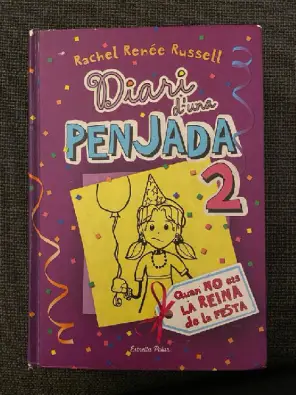 Rachel Renée Russell
Diari
d'una
PENJADA
2
Quan NO ets
LA REINA
de la FESTA
Estrella Polar